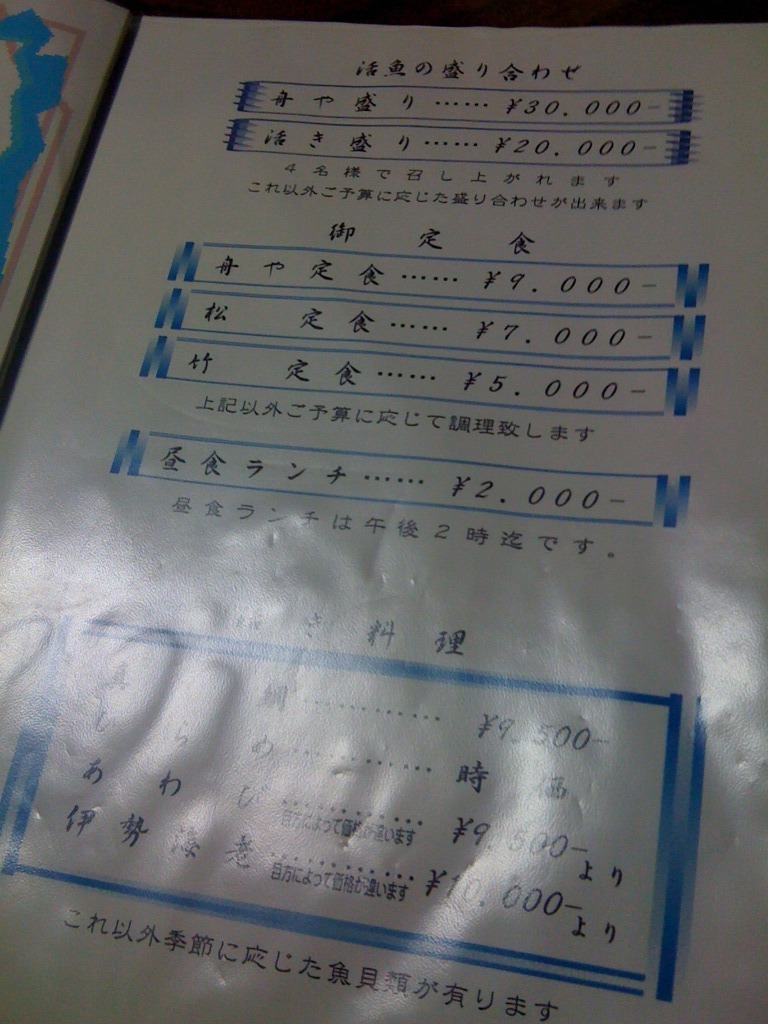 活魚の盛り合わせ
舟や盛り……¥30.000-
活き盛り……¥20.000-
4名様で召し上がれます
これ以外ご予算に応じた盛り合わせが出来ます
御定食
舟や定食……¥9.000-
松 定食……¥7.000-
竹 定食……¥5.000-
上記以外ご予算に応じて調理致します
昼食ランチ……¥2.000-
昼食ランチは午後2時迄です。
活き料理
真 鯛…………¥9.500-
ひらめ…………時 価
あわび…………目方によって価格が違います ¥9.500-より
伊勢海老…………目方によって価格が違います ¥10.000-より
これ以外季節に応じた魚貝類が有ります